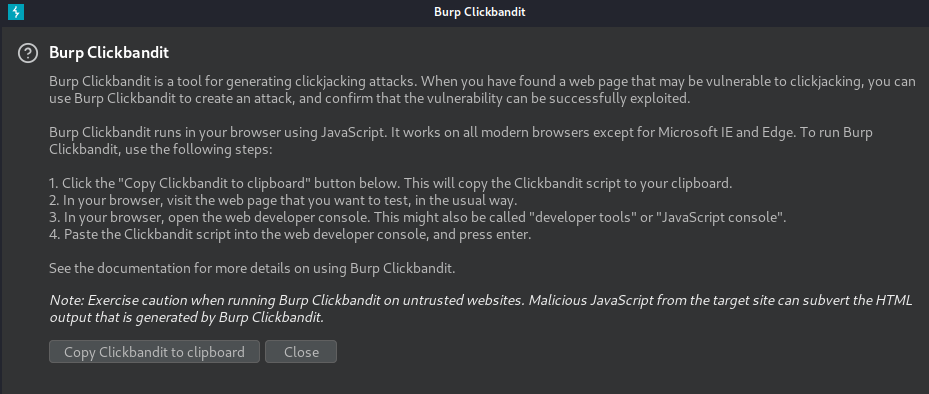 Burp Clickbandit
Burp Clickbandit
Burp Clickbandit is a tool for generating clickjacking attacks. When you have found a web page that may be vulnerable to clickjacking, you can
use Burp Clickbandit to create an attack, and confirm that the vulnerability can be successfully exploited.
Burp Clickbandit runs in your browser using JavaScript. It works on all modern browsers except for Microsoft IE and Edge. To run Burp
Clickbandit, use the following steps:
1. Click the "Copy Clickbandit to clipboard" button below. This will copy the Clickbandit script to your clipboard.
2. In your browser, visit the web page that you want to test, in the usual way.
3. In your browser, open the web developer console. This might also be called "developer tools" or "JavaScript console".
4. Paste the Clickbandit script into the web developer console, and press enter.
See the documentation for more details on using Burp Clickbandit.
Note: Exercise caution when running Burp Clickbandit on untrusted websites. Malicious JavaScript from the target site can subvert the HTML
output that is generated by Burp Clickbandit.
Copy Clickbandit to clipboard Close